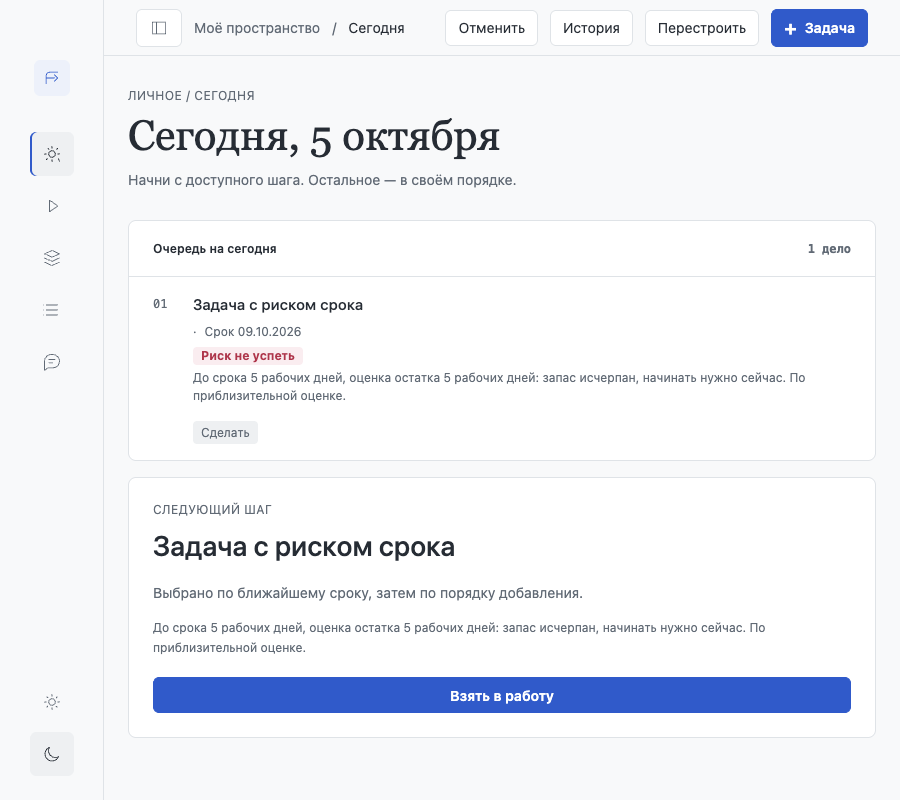 Моё пространство / Сегодня
Отменить
История
Перестроить
+ Задача
ЛИЧНОЕ / СЕГОДНЯ
Сегодня, 5 октября
Начни с доступного шага. Остальное — в своём порядке.
Очередь на сегодня
1 дело
01
Задача с риском срока
· Срок 09.10.2026
Риск не успеть
До срока 5 рабочих дней, оценка остатка 5 рабочих дней: запас исчерпан, начинать нужно сейчас. По
приблизительной оценке.
Сделать
СЛЕДУЮЩИЙ ШАГ
Задача с риском срока
Выбрано по ближайшему сроку, затем по порядку добавления.
До срока 5 рабочих дней, оценка остатка 5 рабочих дней: запас исчерпан, начинать нужно сейчас. По
приблизительной оценке.
Взять в работу